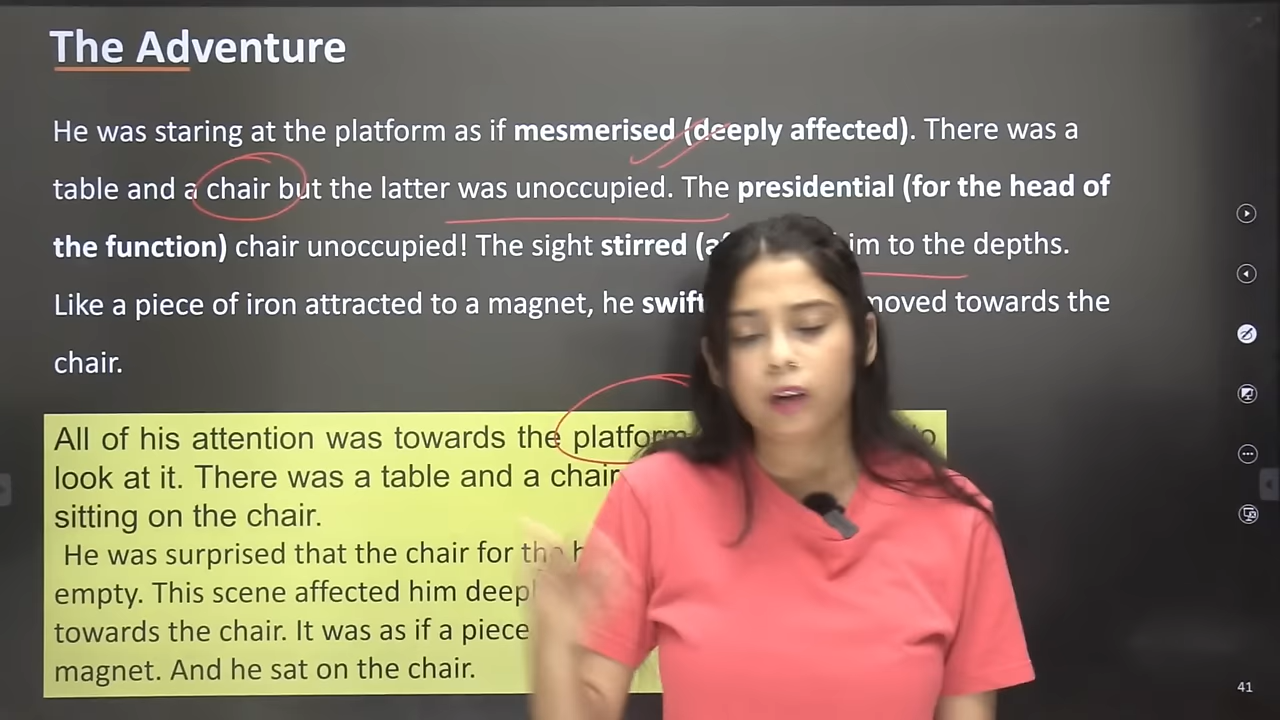 The Adventure
He was staring at the platform as if mesmerised (deeply affected). There was a
table and a chair but the latter was unoccupied. The presidential (for the head of
the function) chair unoccupied! The sight stirred him to the depths.
Like a piece of iron attracted to a magnet, he moved towards the
chair.
All of his attention was towards the platform to
look at it. There was a table and a chair
sitting on the chair.
He was surprised that the chair for the
empty. This scene affected him
towards the chair. It was as if a piece
magnet. And he sat on the chair.
41